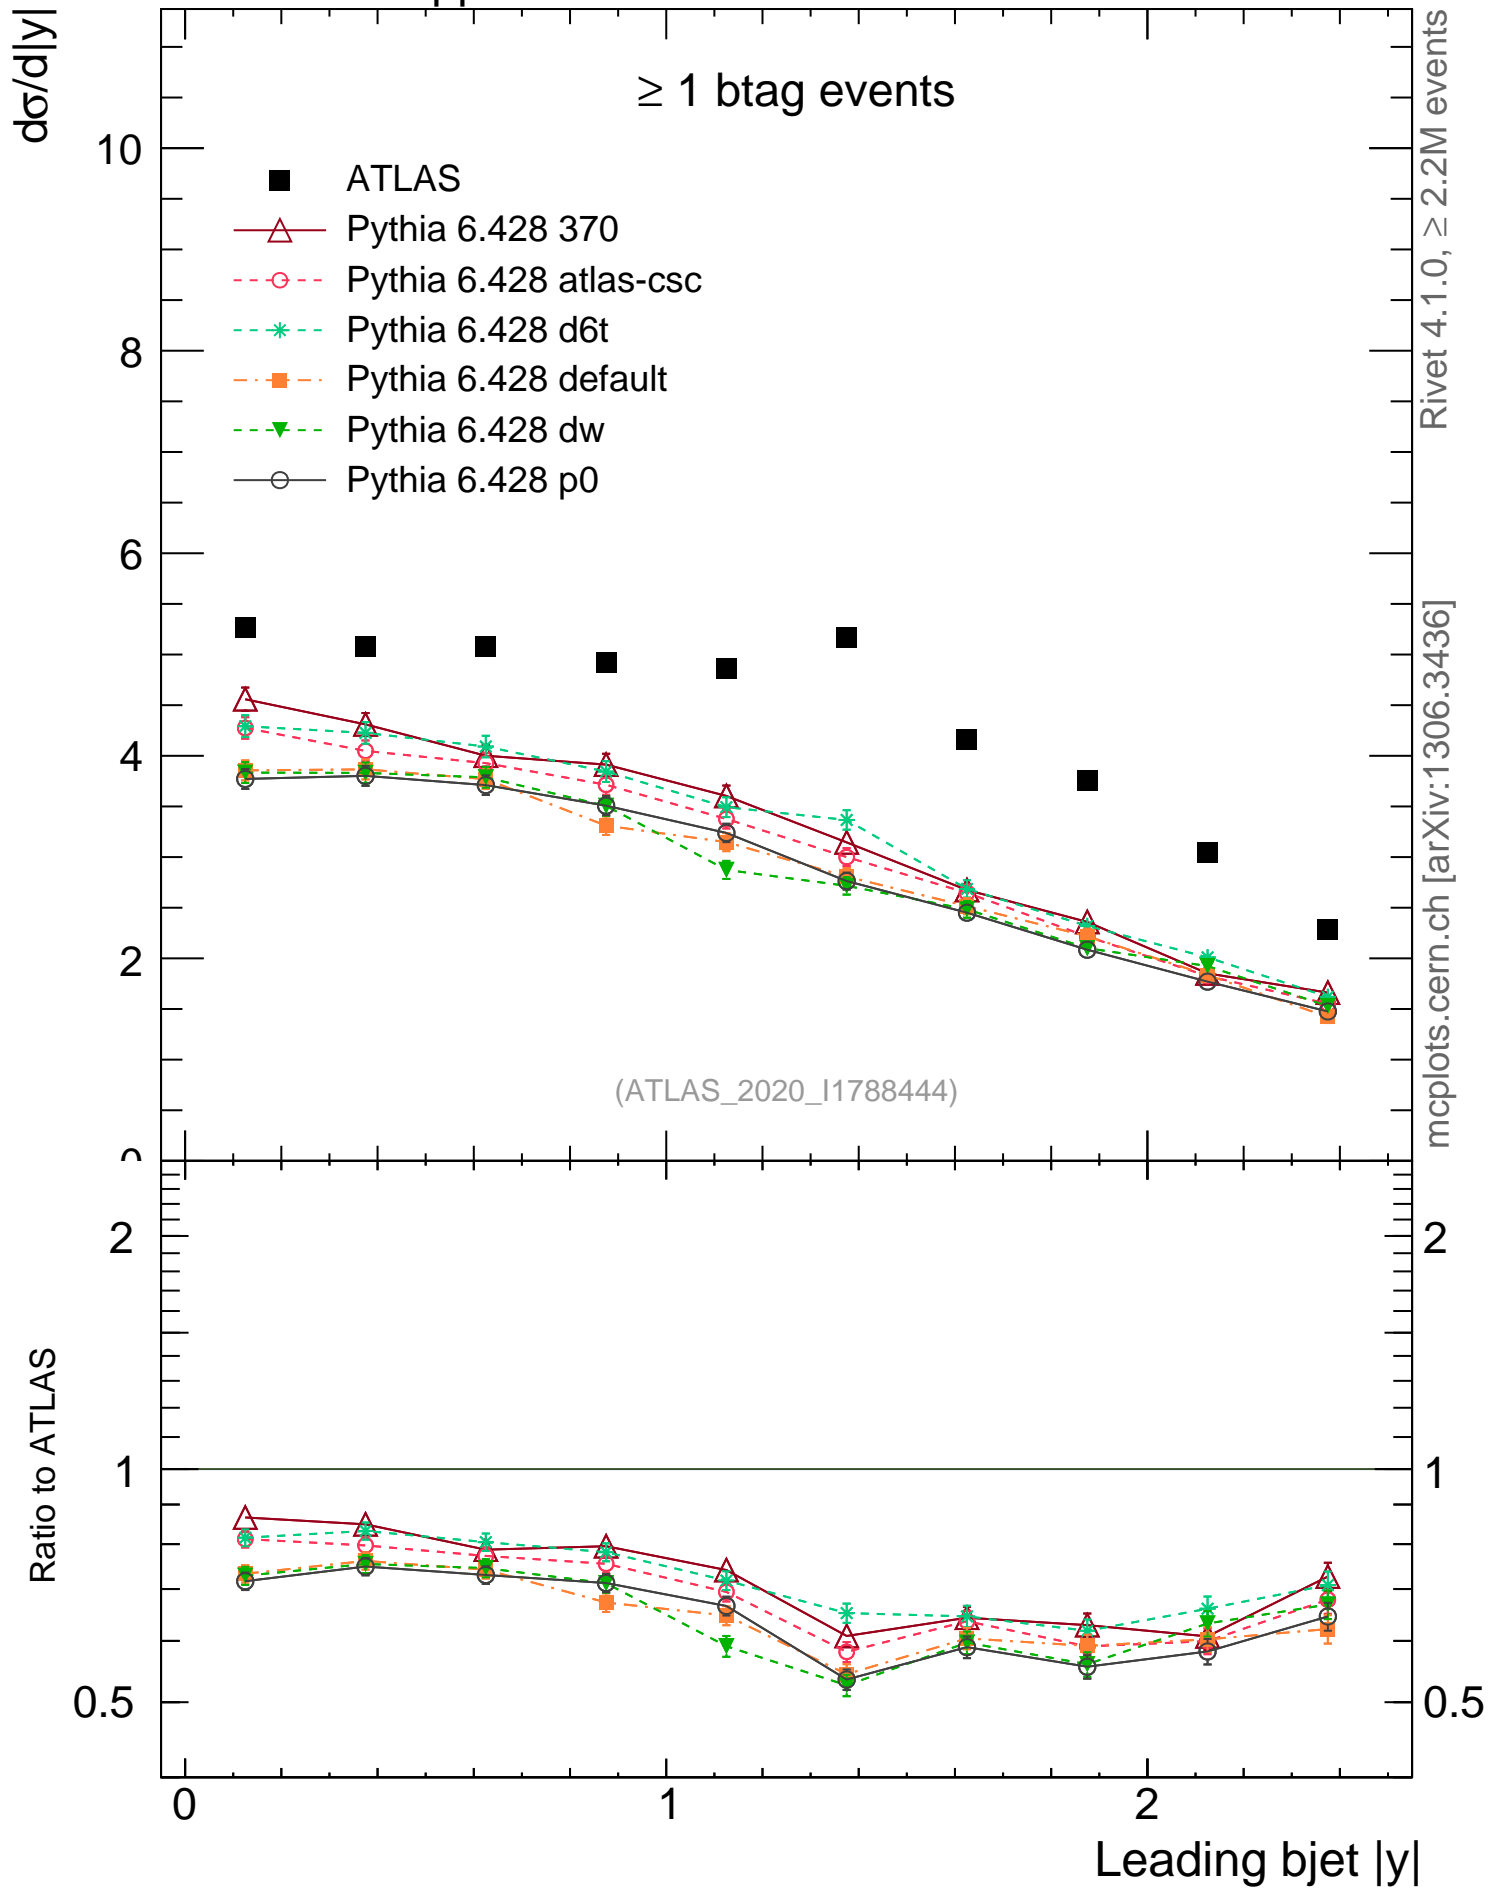 dσ/d|y|
≥ 1 btag events
ATLAS
Pythia 6.428 370
Pythia 6.428 atlas-csc
Pythia 6.428 d6t
Pythia 6.428 default
Pythia 6.428 dw
Pythia 6.428 p0
10
8
6
4
2
0
(ATLAS_2020_I1788444)
Rivet 4.1.0, ≥ 2.2M events
mcplots.cern.ch [arXiv:1306.3436]
Ratio to ATLAS
2
1
0.5
2
1
0.5
0
1
2
Leading bjet |y|